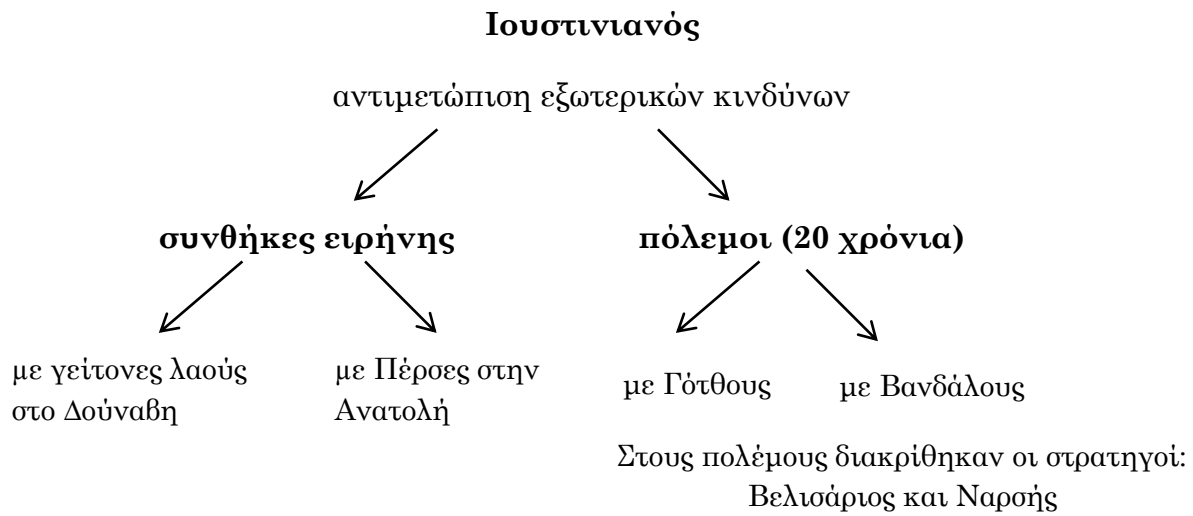 Ιουστινιανός
αντιμετώπιση εξωτερικών κινδύνων
συνθήκες ειρήνης
πόλεμοι (20 χρόνια)
με γείτονες λαούς
στο Δούναβη
με Πέρσες στην
Ανατολή
με Γότθους
με Βανδάλους
Στους πολέμους διακρίθηκαν οι στρατηγοί:
Βελισάριος και Ναρσής